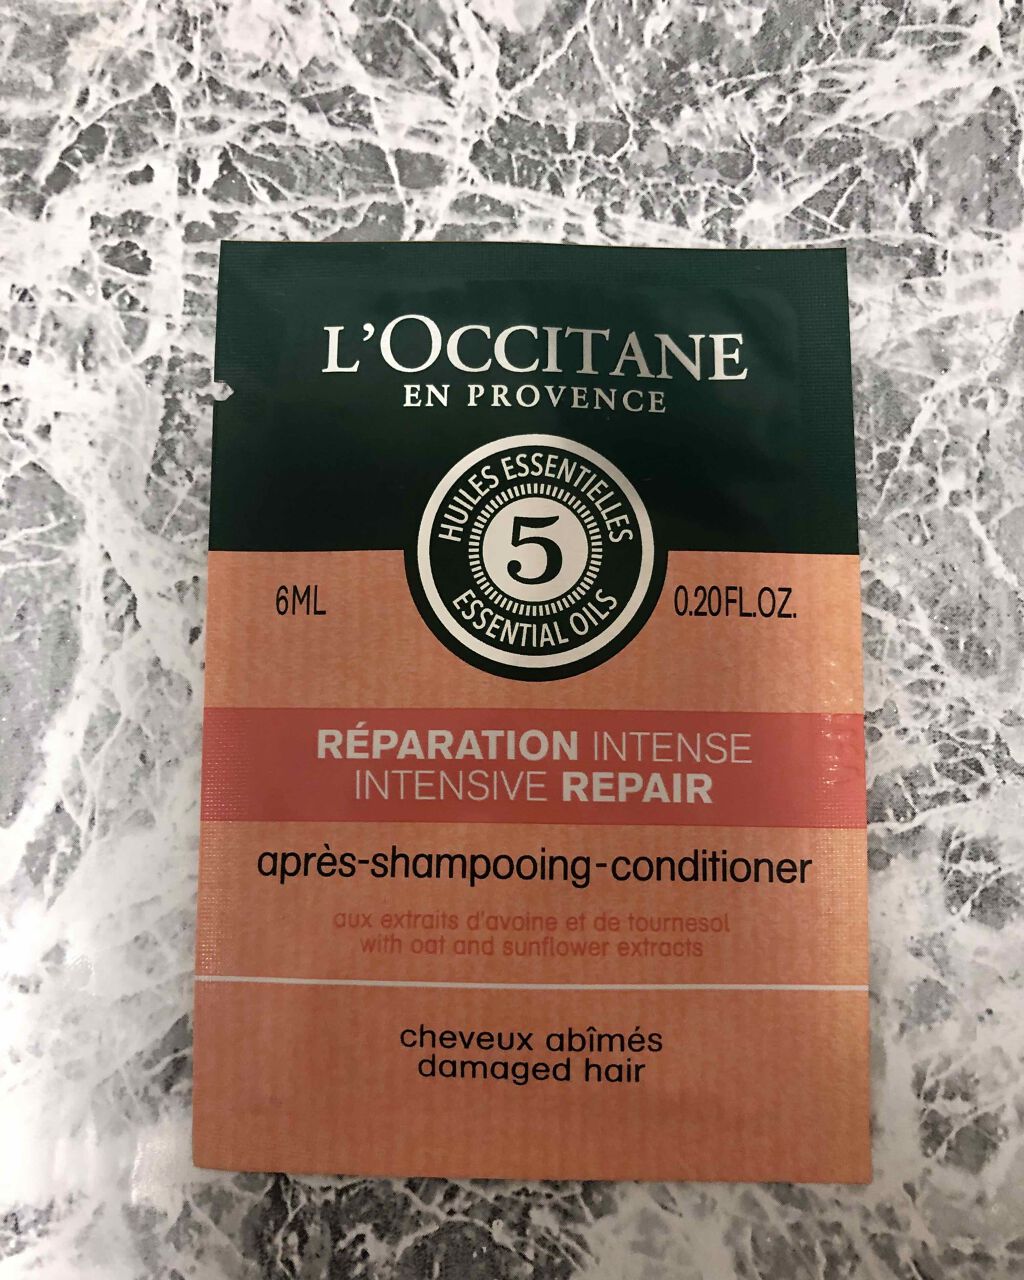 L'OCCITANE
EN PROVENCE
HUILES ESSENTIELLES
5
ESSENTIAL OILS
6ML
0.20FL.OZ.
RÉPARATION INTENSE
INTENSIVE REPAIR
après-shampooing-conditioner
aux extraits d'avoine et de tournesol
with oat and sunflower extracts
cheveux abîmés
damaged hair